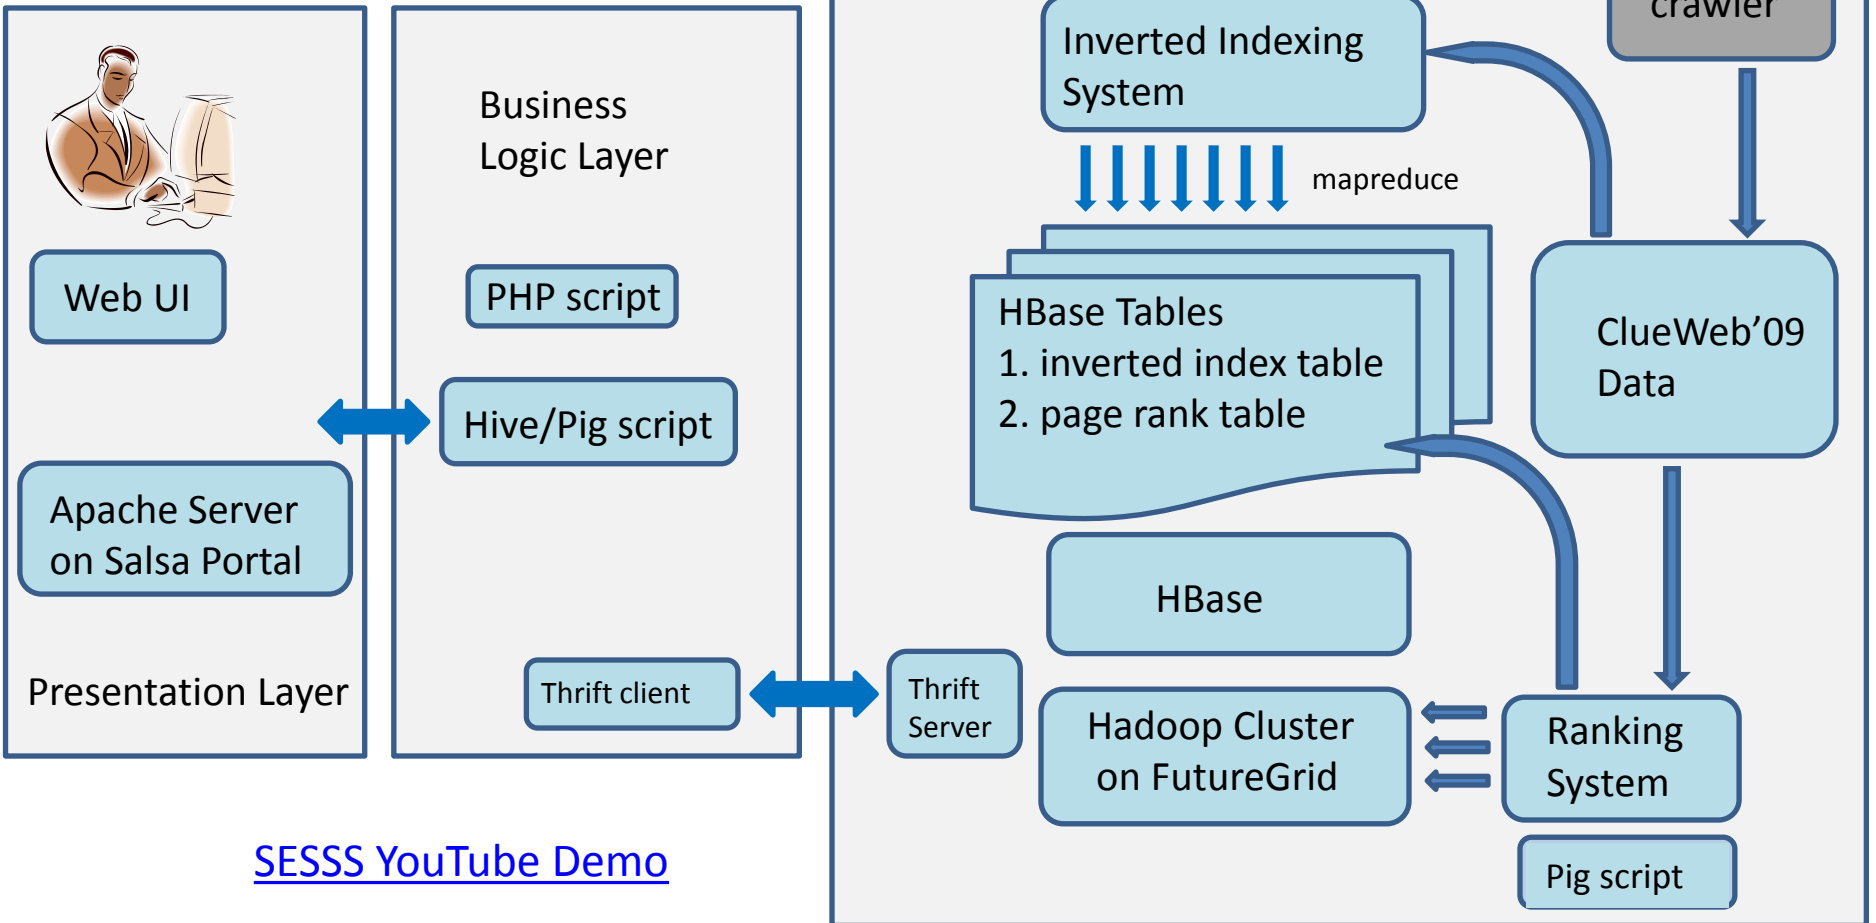 Business
Logic Layer
Web UI
PHP script
Hive/Pig script
Apache Server
on Salsa Portal
Presentation Layer
Thrift client
SESSS YouTube Demo
crawler
Inverted Indexing
System
mapreduce
HBase Tables
1. inverted index table
2. page rank table
ClueWeb’09
Data
HBase
Thrift
Server
Hadoop Cluster
on FutureGrid
Ranking
System
Pig script